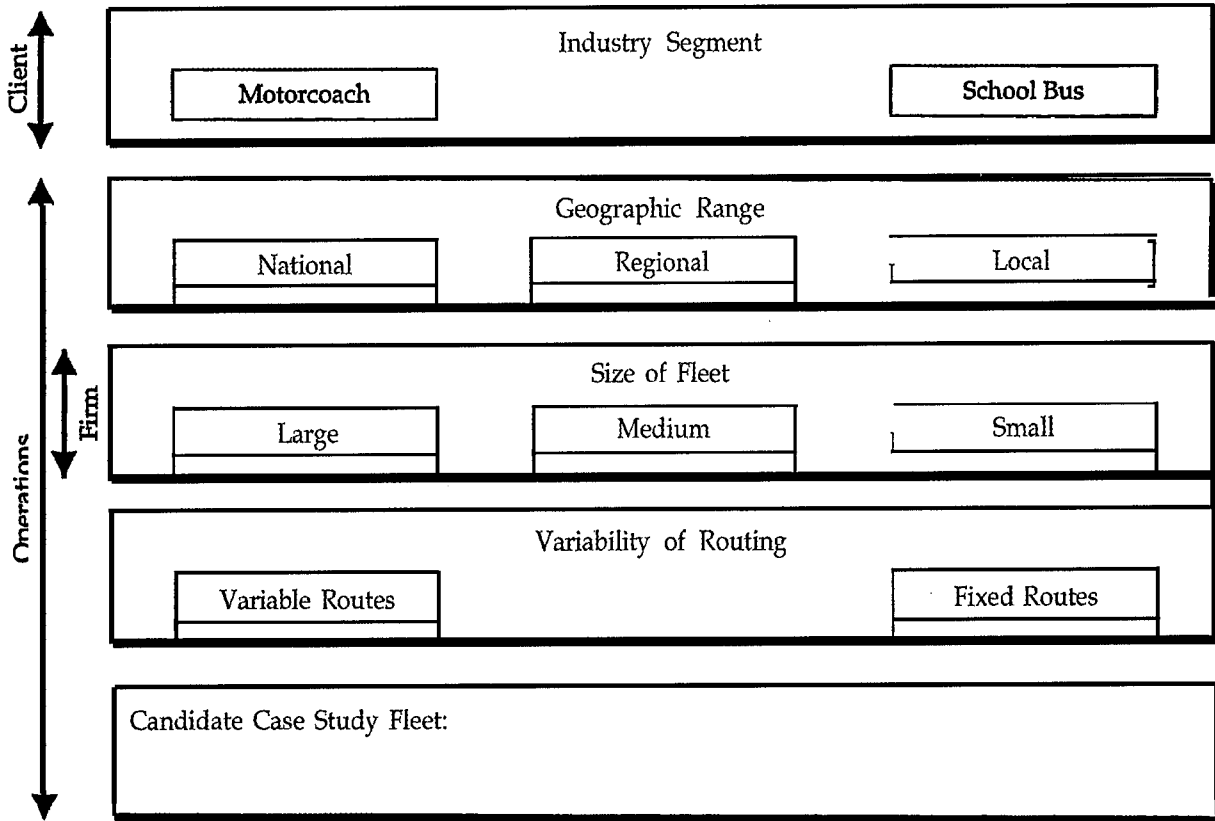 Client
Industry Segment
Motorcoach
School Bus
Operations
Geographic Range
National
Regional
Local
Firm
Size of Fleet
Large
Medium
Small
Variability of Routing
Variable Routes
Fixed Routes
Candidate Case Study Fleet: